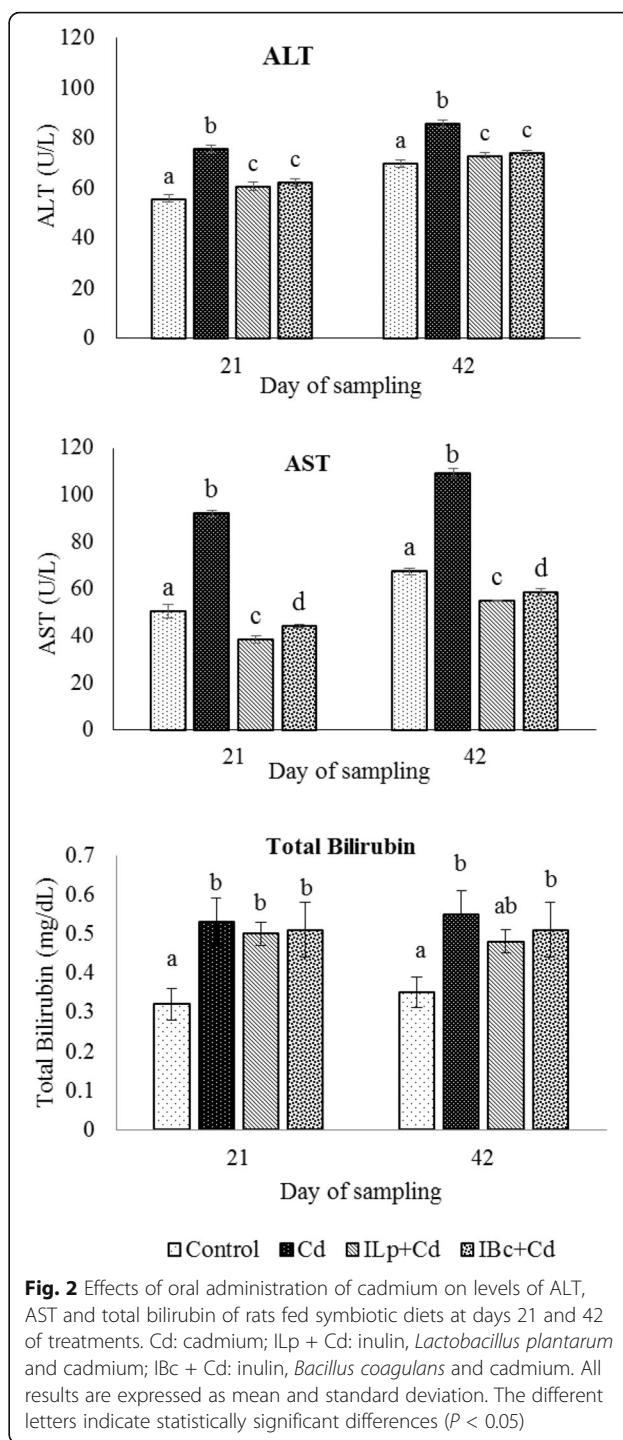 ALT
120
100
80
60
40
20
0
ALT (U/L)
a b c c a b c c
21 42
Day of sampling
AST
120
100
80
60
40
20
0
AST (U/L)
a b c d a b c d
21 42
Day of sampling
Total Bilirubin
0.7
0.6
0.5
0.4
0.3
0.2
0.1
0
Total Bilirubin (mg/dL)
a b b b a b ab b
21 42
Day of sampling
Control Cd ILp+Cd IBc+Cd
Fig. 2 Effects of oral administration of cadmium on levels of ALT,
AST and total bilirubin of rats fed symbiotic diets at days 21 and 42
of treatments. Cd: cadmium; ILp + Cd: inulin, Lactobacillus plantarum
and cadmium; IBc + Cd: inulin, Bacillus coagulans and cadmium. All
results are expressed as mean and standard deviation. The different
letters indicate statistically significant differences (P < 0.05)